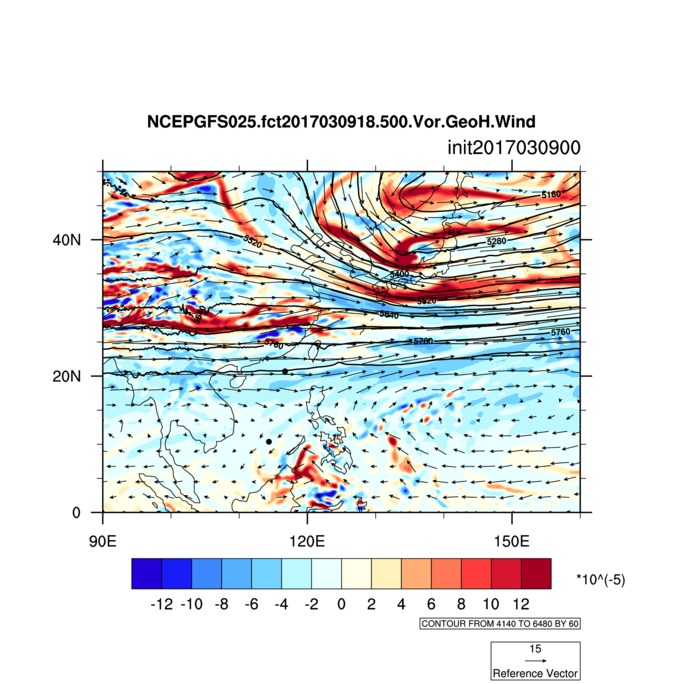 NCEPGFS025.fct2017030918.500.Vor.GeoH.Wind
init2017030900
5160
40N
5520
5280
5400
5520
5640
5760
5760
5700
20N
0
90E 120E 150E
-12 -10 -8 -6 -4 -2 0 2 4 6 8 10 12
*10^(-5)
CONTOUR FROM 4140 TO 6480 BY 60
15
Reference Vector